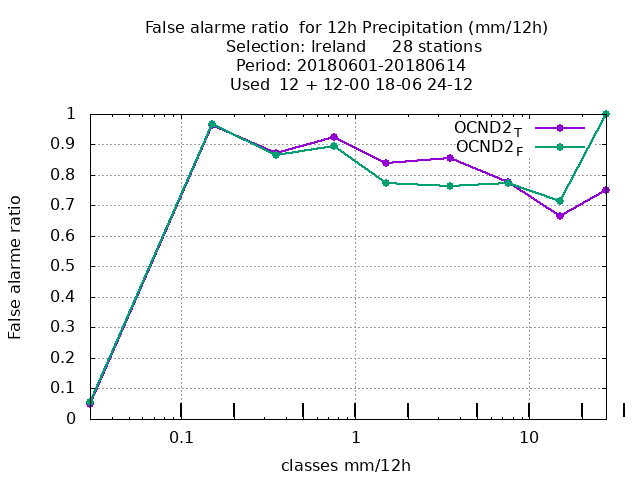 False alarme ratio  for 12h Precipitation (mm/12h)
Selection: Ireland     28 stations
Period: 20180601-20180614
Used  12 + 12-00 18-06 24-12
OCND2T
OCND2F
1
0.9
0.8
0.7
0.6
0.5
0.4
0.3
0.2
0.1
0
False alarme ratio
0.1 1 10
classes mm/12h